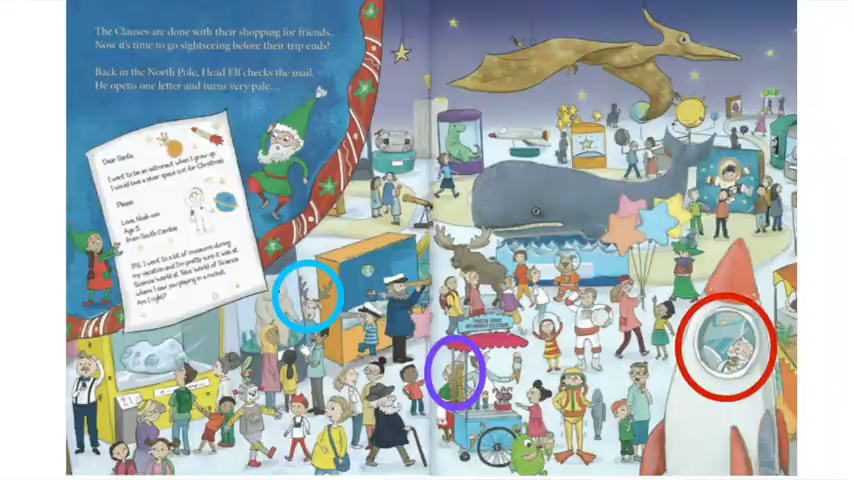 The Clauses are done with their shopping for friends.
Now it's time to go sightseeing before their trip ends!
Back in the North Pole, Head Elf checks the mail.
He opens one letter and turns very pale…
Dear Santa,
I want to be an astronaut when I grow up
I would love a silver space suit for Christmas
Please
Love, Noah
Age 5
from South
P.S. I went to a lot of museums during
my vacation and I'm pretty sure it was at
Science World at Telus World of Science
where I saw you playing in a rocket.
Am I right?